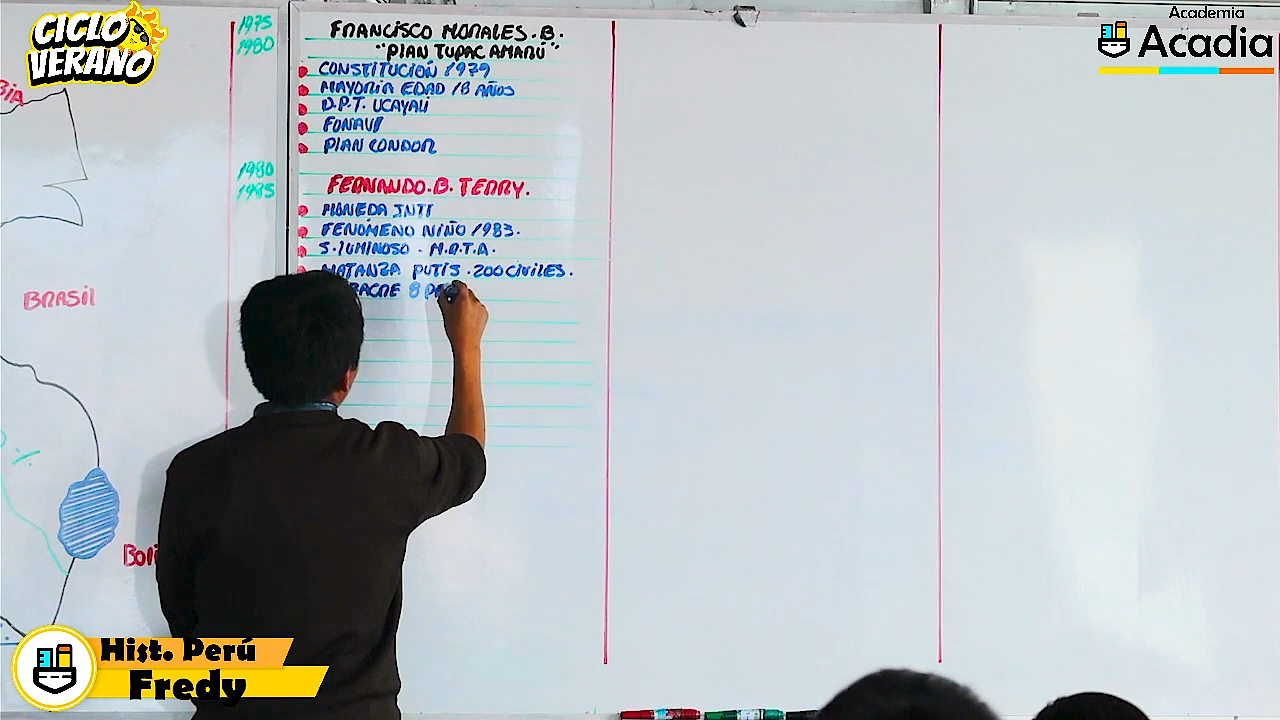 CICLO
VERANO
Academia
Acadia
1975
1980
FRANCISCO MORALES. B.
"PLAN TUPAC AMARÚ"
CONSTITUCIÓN 1979
MAYORIA EDAD 18 AÑOS
D.P.T. UCAYALI
FONAVI
PLAN CONDOR
1980
1985
FERNANDO. B. TERRY.
MONEDA INTI
FENÓMENO NIÑO 1983.
S. LUMINOSO - M.R.T.A.
MATANZA PUTIS . 200 CIVILES.
8
BRASIL
Hist. Perú
Fredy